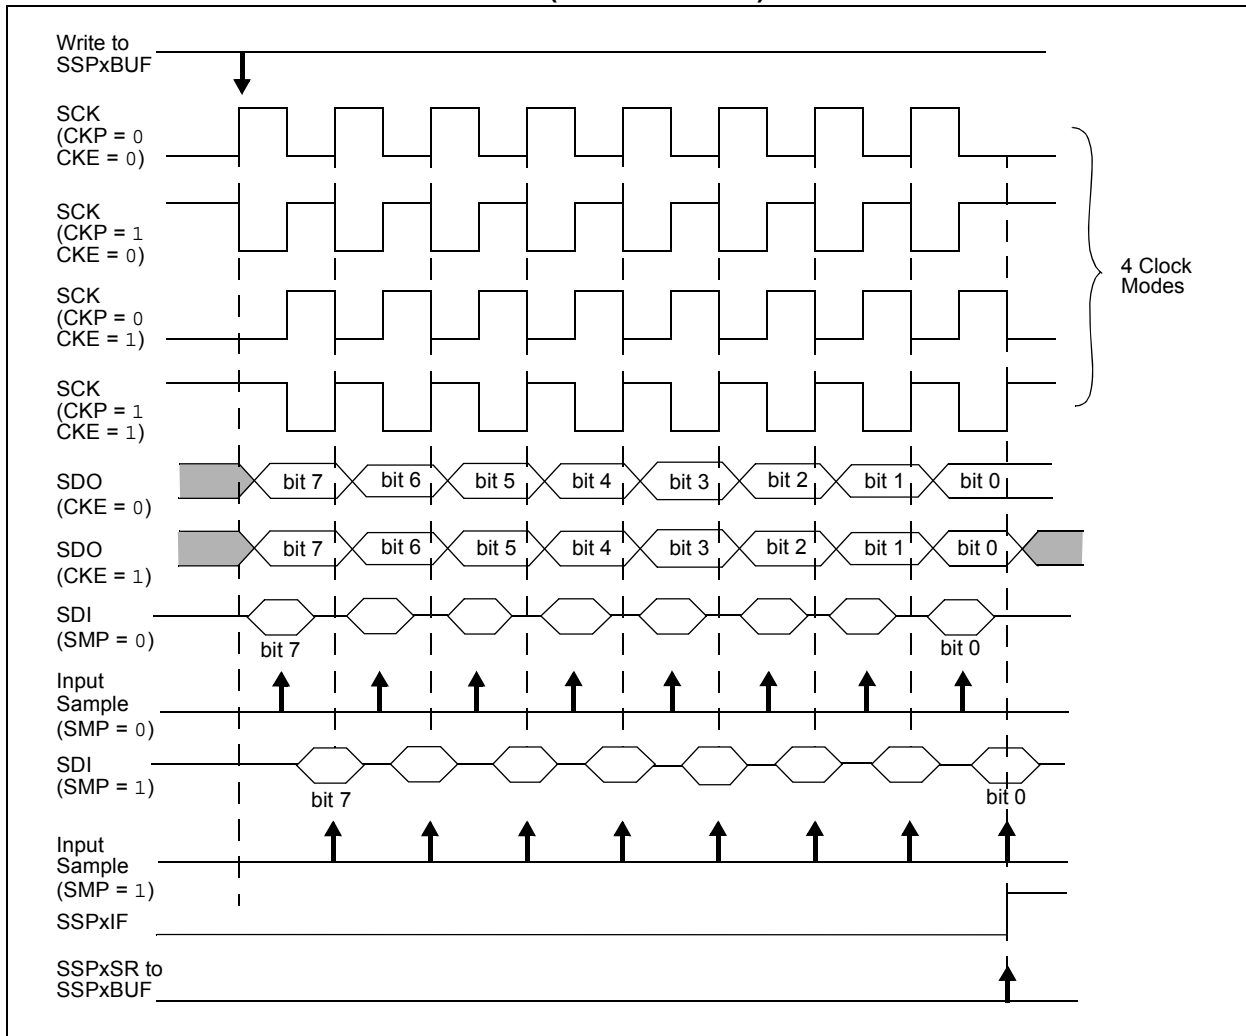 Write to
SSPxBUF
SCK
(CKP = 0
CKE = 0)
SCK
(CKP = 1
CKE = 0)
SCK
(CKP = 0
CKE = 1)
SCK
(CKP = 1
CKE = 1)
4 Clock
Modes
SDO
(CKE = 0)
bit 7 bit 6 bit 5 bit 4 bit 3 bit 2 bit 1 bit 0
SDO
(CKE = 1)
bit 7 bit 6 bit 5 bit 4 bit 3 bit 2 bit 1 bit 0
SDI
(SMP = 0)
bit 7 bit 0
Input
Sample
(SMP = 0)
SDI
(SMP = 1)
bit 7 bit 0
Input
Sample
(SMP = 1)
SSPxIF
SSPxSR to
SSPxBUF